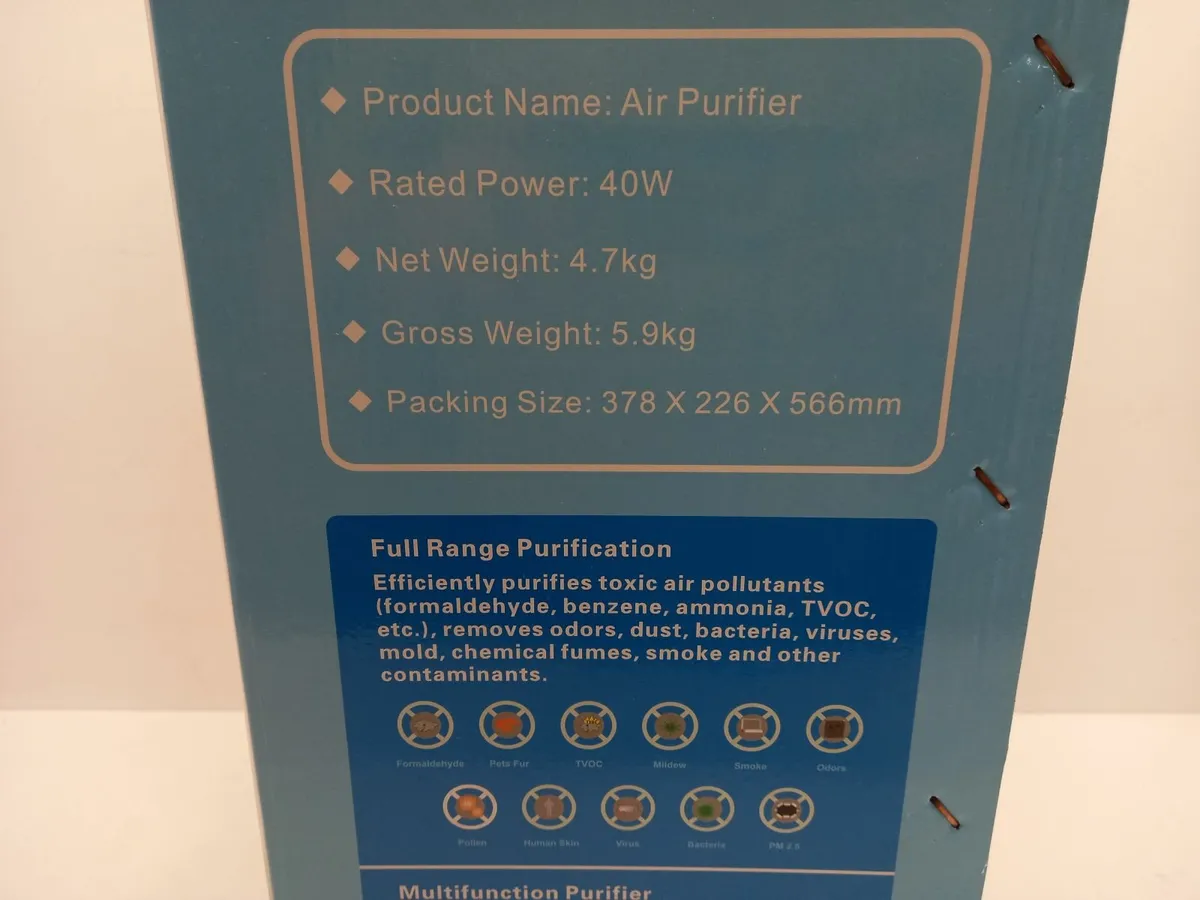 ◆ Product Name: Air Purifier
◆ Rated Power: 40W
◆ Net Weight: 4.7kg
◆ Gross Weight: 5.9kg
◆ Packing Size: 378 X 226 X 566mm
Full Range Purification
Efficiently purifies toxic air pollutants
(formaldehyde, benzene, ammonia, TVOC,
etc.), removes odors, dust, bacteria, viruses,
mold, chemical fumes, smoke and other
contaminants.
Formaldehyde Pets Fur TVOC Mildew Smoke Odors
Pollen Human Skin Virus Bacteria PM 2.5
Multifunction Purifier